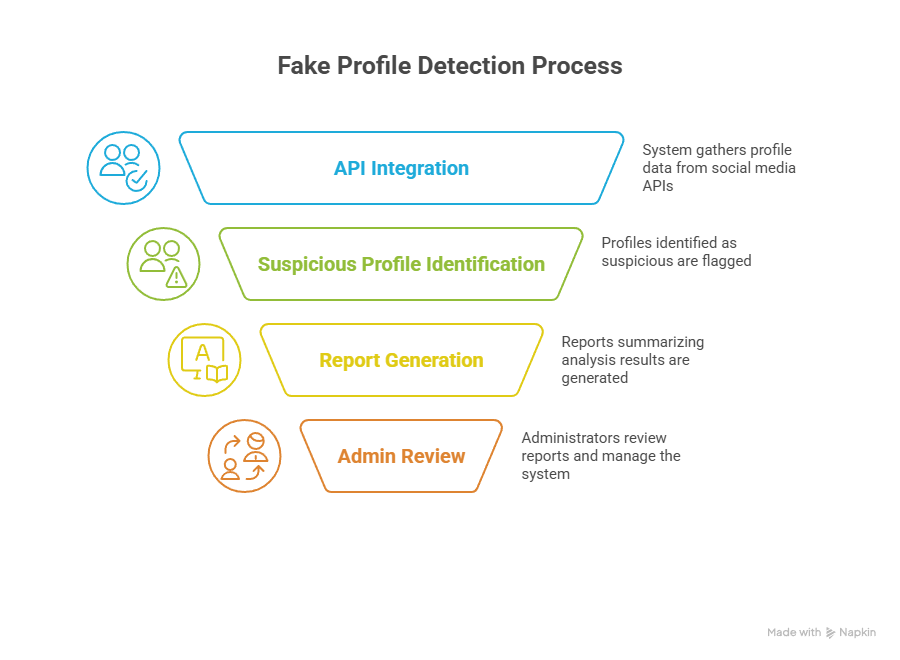 Fake Profile Detection Process
API Integration
System gathers profile
data from social media
APIs
Suspicious Profile Identification
Profiles identified as
suspicious are flagged
A
Report Generation
Reports summarizing
analysis results are
generated
Admin Review
Administrators review
reports and manage the
system
Made with Napkin